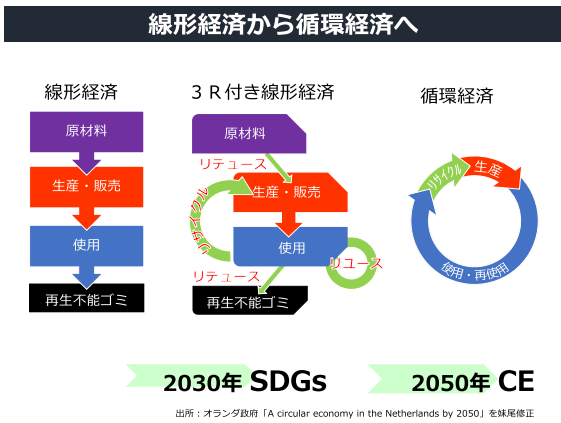 線形経済から循環経済へ
線形経済
原材料
生産・販売
使用
再生不能ゴミ
３Ｒ付き線形経済
原材料
リデュース
生産・販売
リサイクル
使用
リユース
リデュース
再生不能ゴミ
循環経済
リサイクル
生産
使用・再使用
2030年 SDGs
2050年 CE
出所：オランダ政府「A circular economy in the Netherlands by 2050」を妹尾修正